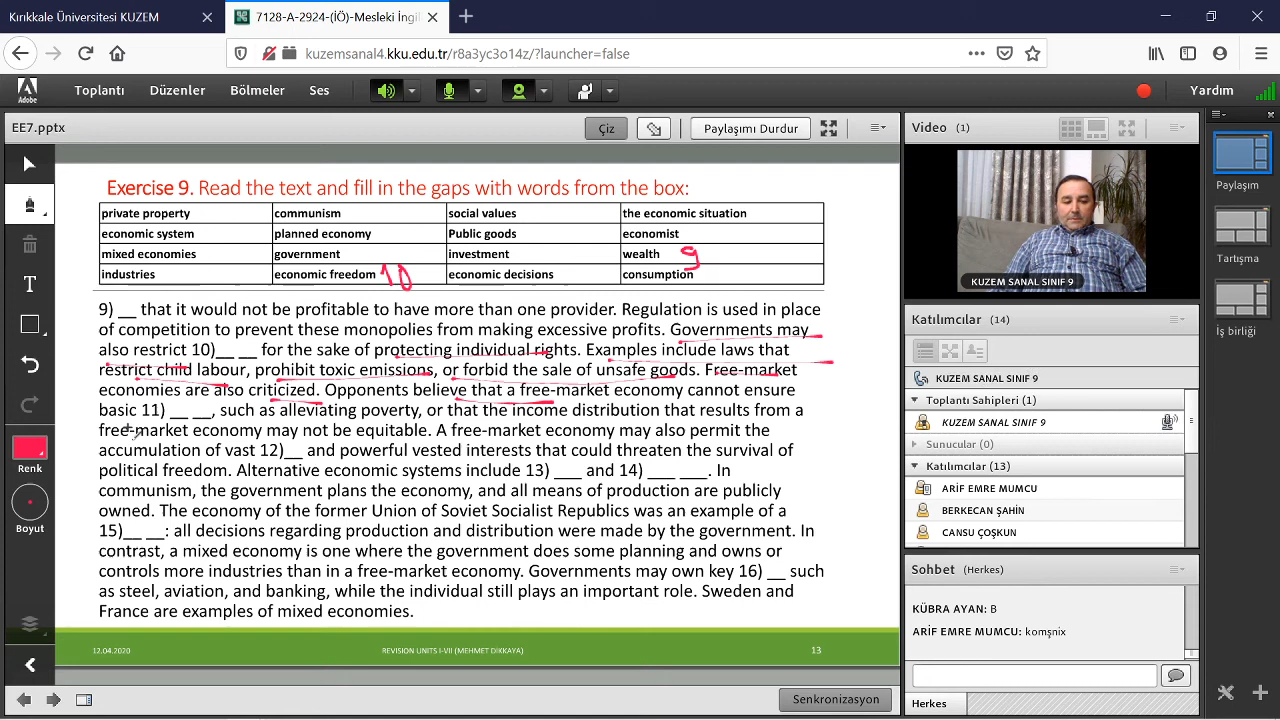 Kırıkkale Üniversitesi KUZEM
7128-A-2924-(İÖ)-Mesleki İngil
kuzemsanal4.kku.edu.tr/r8a3yc3o14z/?launcher=false
Adobe
Toplantı
Düzenler
Bölmeler
Ses
Yardım
EE7.pptx
Çiz
Paylaşımı Durdur
Exercise 9. Read the text and fill in the gaps with words from the box:
private property communism social values the economic situation
economic system planned economy Public goods economist
mixed economies government investment wealth 9
industries economic freedom 10 economic decisions consumption
9) __ that it would not be profitable to have more than one provider. Regulation is used in place
of competition to prevent these monopolies from making excessive profits. Governments may
also restrict 10)__ __ for the sake of protecting individual rights. Examples include laws that
restrict child labour, prohibit toxic emissions, or forbid the sale of unsafe goods. Free-market
economies are also criticized. Opponents believe that a free-market economy cannot ensure
basic 11) __ __, such as alleviating poverty, or that the income distribution that results from a
free-market economy may not be equitable. A free-market economy may also permit the
accumulation of vast 12)__ and powerful vested interests that could threaten the survival of
political freedom. Alternative economic systems include 13) ___ and 14) ___ ___. In
communism, the government plans the economy, and all means of production are publicly
owned. The economy of the former Union of Soviet Socialist Republics was an example of a
15)__ __: all decisions regarding production and distribution were made by the government. In
contrast, a mixed economy is one where the government does some planning and owns or
controls more industries than in a free-market economy. Governments may own key 16) __ such
as steel, aviation, and banking, while the individual still plays an important role. Sweden and
France are examples of mixed economies.
12.04.2020
REVISION UNITS I-VII (MEHMET DIKKAYA)
13
Renk
Boyut
Senkronizasyon
Video (1)
KUZEM SANAL SINIF 9
Katılımcılar (14)
KUZEM SANAL SINIF 9
Toplantı Sahipleri (1)
KUZEM SANAL SINIF 9
Sunucular (0)
Katılımcılar (13)
ARİF EMRE MUMCU
BERKECAN ŞAHİN
CANSU ÇOŞKUN
Sohbet (Herkes)
KÜBRA AYAN: B
ARİF EMRE MUMCU: komşnix
Herkes
Paylaşım
Tartışma
İş birliği